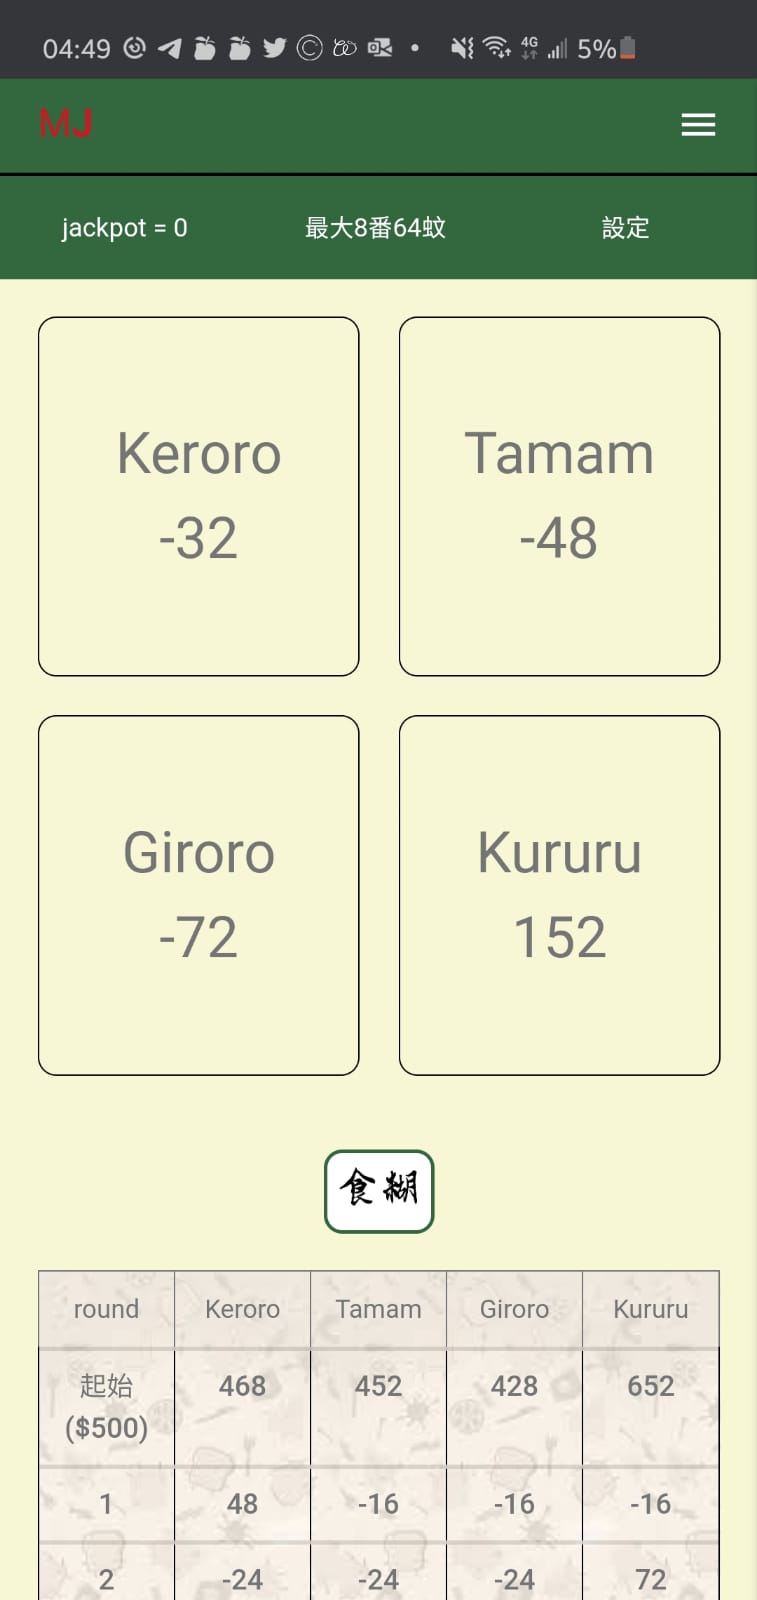 04:49 4G 5%
MJ
jackpot = 0 最大8番64蚊 設定
Keroro Tamam
-32 -48
Giroro Kururu
-72 152
食糊
round Keroro Tamam Giroro Kururu
起始 468 452 428 652
($500)
1 48 -16 -16 -16
2 -24 -24 -24 72